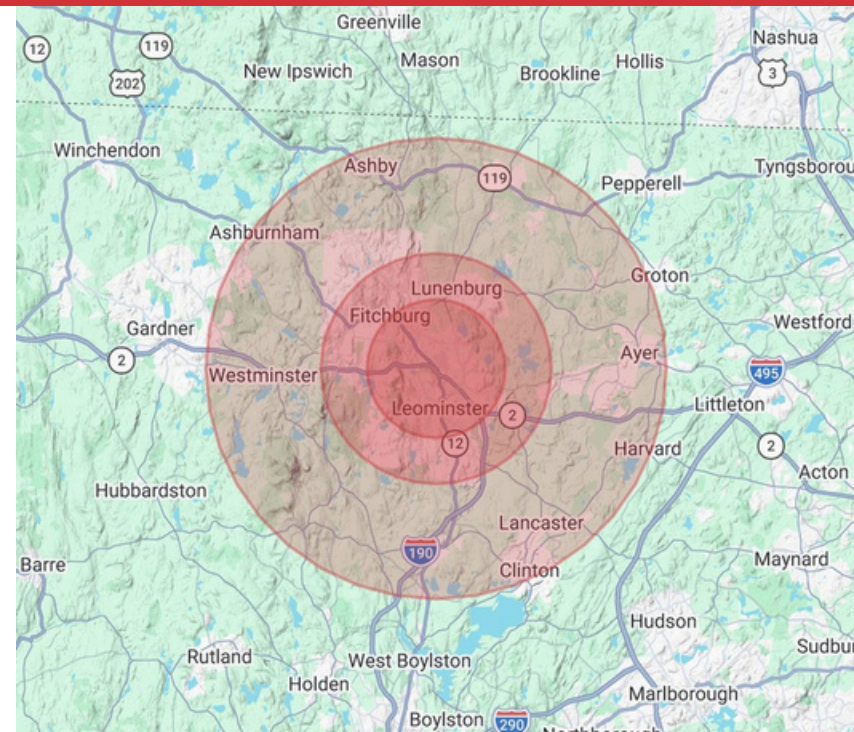 Greenville
Nashua
12
119
Mason
Hollis
New Ipswich
Brookline
3
202
Winchendon
Ashby
Tyngsborou
119
Pepperell
Ashburnham
Groton
Lunenburg
Fitchburg
Westford
Gardner
Ayer
2
Westminster
495
Leominster
Littleton
2
12
2
Harvard
Acton
Hubbardston
Lancaster
190
Maynard
Barre
Clinton
Hudson
Sudbu
Rutland
West Boylston
Holden
Marlborough
Boylston
290